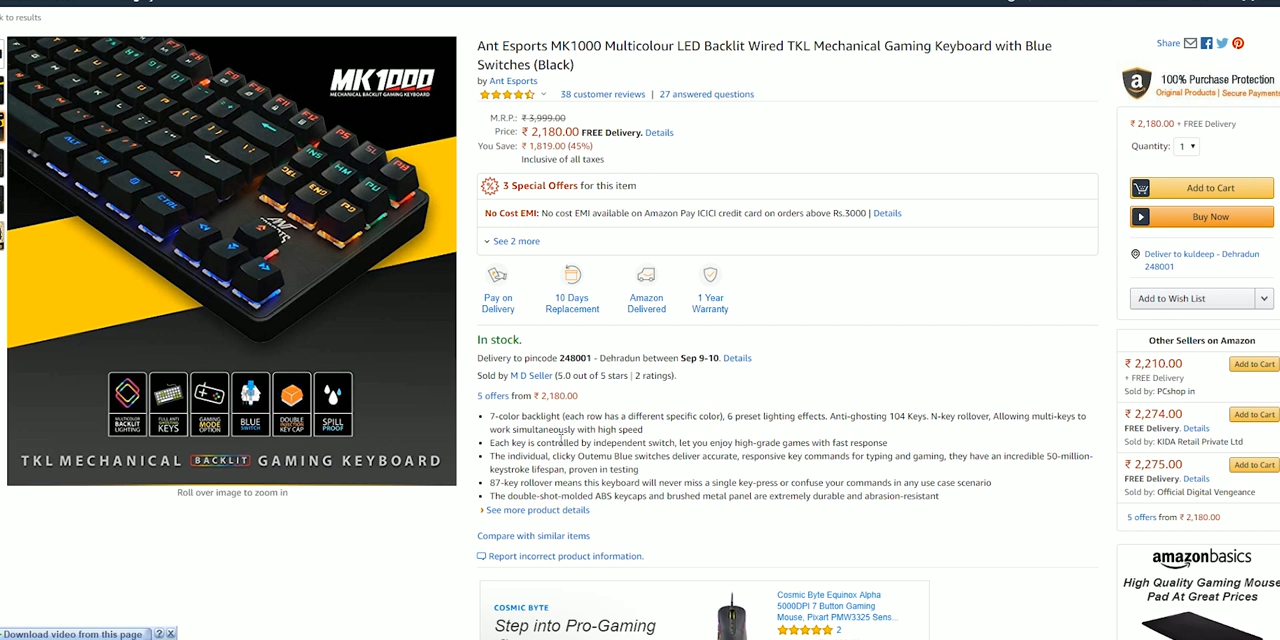 k to results
MK1000
MECHANICAL BACKLIT GAMING KEYBOARD
ALT
FN
CTRL
PS
SL
PB
INS
HM
PU
DEL
END
PD
ANT
ESPORTS
MULTICOLOR
BACKLIT
LIGHTING
FULL ANTI
GHOSTING
KEYS
GAMING
MODE
OPTION
BLUE
SWITCH
DOUBLE
INJECTION
KEY CAP
SPILL
PROOF
TKL MECHANICAL BACKLIT GAMING KEYBOARD
Roll over image to zoom in
Ant Esports MK1000 Multicolour LED Backlit Wired TKL Mechanical Gaming Keyboard with Blue
Switches (Black)
by Ant Esports
38 customer reviews | 27 answered questions
M.R.P.: ₹ 3,999.00
Price: ₹ 2,180.00 FREE Delivery. Details
You Save: ₹ 1,819.00 (45%)
Inclusive of all taxes
3 Special Offers for this item
No Cost EMI: No cost EMI available on Amazon Pay ICICI credit card on orders above Rs.3000 | Details
See 2 more
Pay on
Delivery
10 Days
Replacement
Amazon
Delivered
1 Year
Warranty
In stock.
Delivery to pincode 248001 - Dehradun between Sep 9-10. Details
Sold by M D Seller (5.0 out of 5 stars | 2 ratings).
5 offers from ₹ 2,180.00
• 7-color backlight (each row has a different specific color), 6 preset lighting effects. Anti-ghosting 104 Keys. N-key rollover, Allowing multi-keys to
work simultaneously with high speed
• Each key is controlled by independent switch, let you enjoy high-grade games with fast response
• The individual, clicky Outemu Blue switches deliver accurate, responsive key commands for typing and gaming, they have an incredible 50-million-
keystroke lifespan, proven in testing
• 87-key rollover means this keyboard will never miss a single key-press or confuse your commands in any use case scenario
• The double-shot-molded ABS keycaps and brushed metal panel are extremely durable and abrasion-resistant
› See more product details
Compare with similar items
Report incorrect product information.
COSMIC BYTE
Step into Pro-Gaming
Cosmic Byte Equinox Alpha
5000DPI 7 Button Gaming
Mouse, Pixart PMW3325 Sens...
2
Share
100% Purchase Protection
Original Products | Secure Payments
₹ 2,180.00 + FREE Delivery
Quantity: 1
Add to Cart
Buy Now
Deliver to kuldeep - Dehradun
248001
Add to Wish List
Other Sellers on Amazon
₹ 2,210.00 Add to Cart
+ FREE Delivery
Sold by: PCshop in
₹ 2,274.00 Add to Cart
FREE Delivery. Details
Sold by: KIDA Retail Private Ltd
₹ 2,275.00 Add to Cart
FREE Delivery. Details
Sold by: Official Digital Vengeance
5 offers from ₹ 2,180.00
amazonbasics
High Quality Gaming Mouse
Pad At Great Prices
Download video from this page ? X